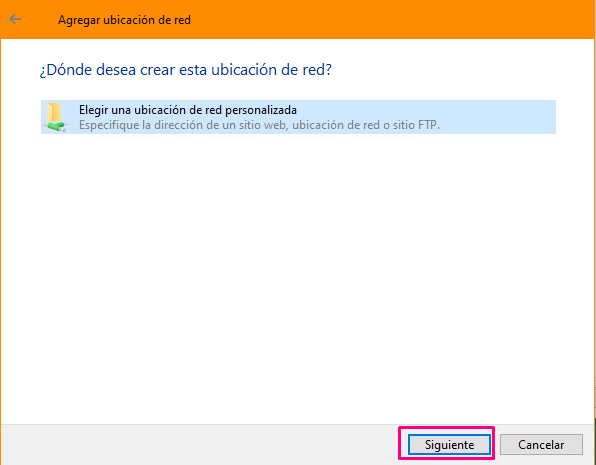 Agregar ubicación de red
¿Dónde desea crear esta ubicación de red?
Elegir una ubicación de red personalizada
Especifique la dirección de un sitio web, ubicación de red o sitio FTP.
Siguiente
Cancelar